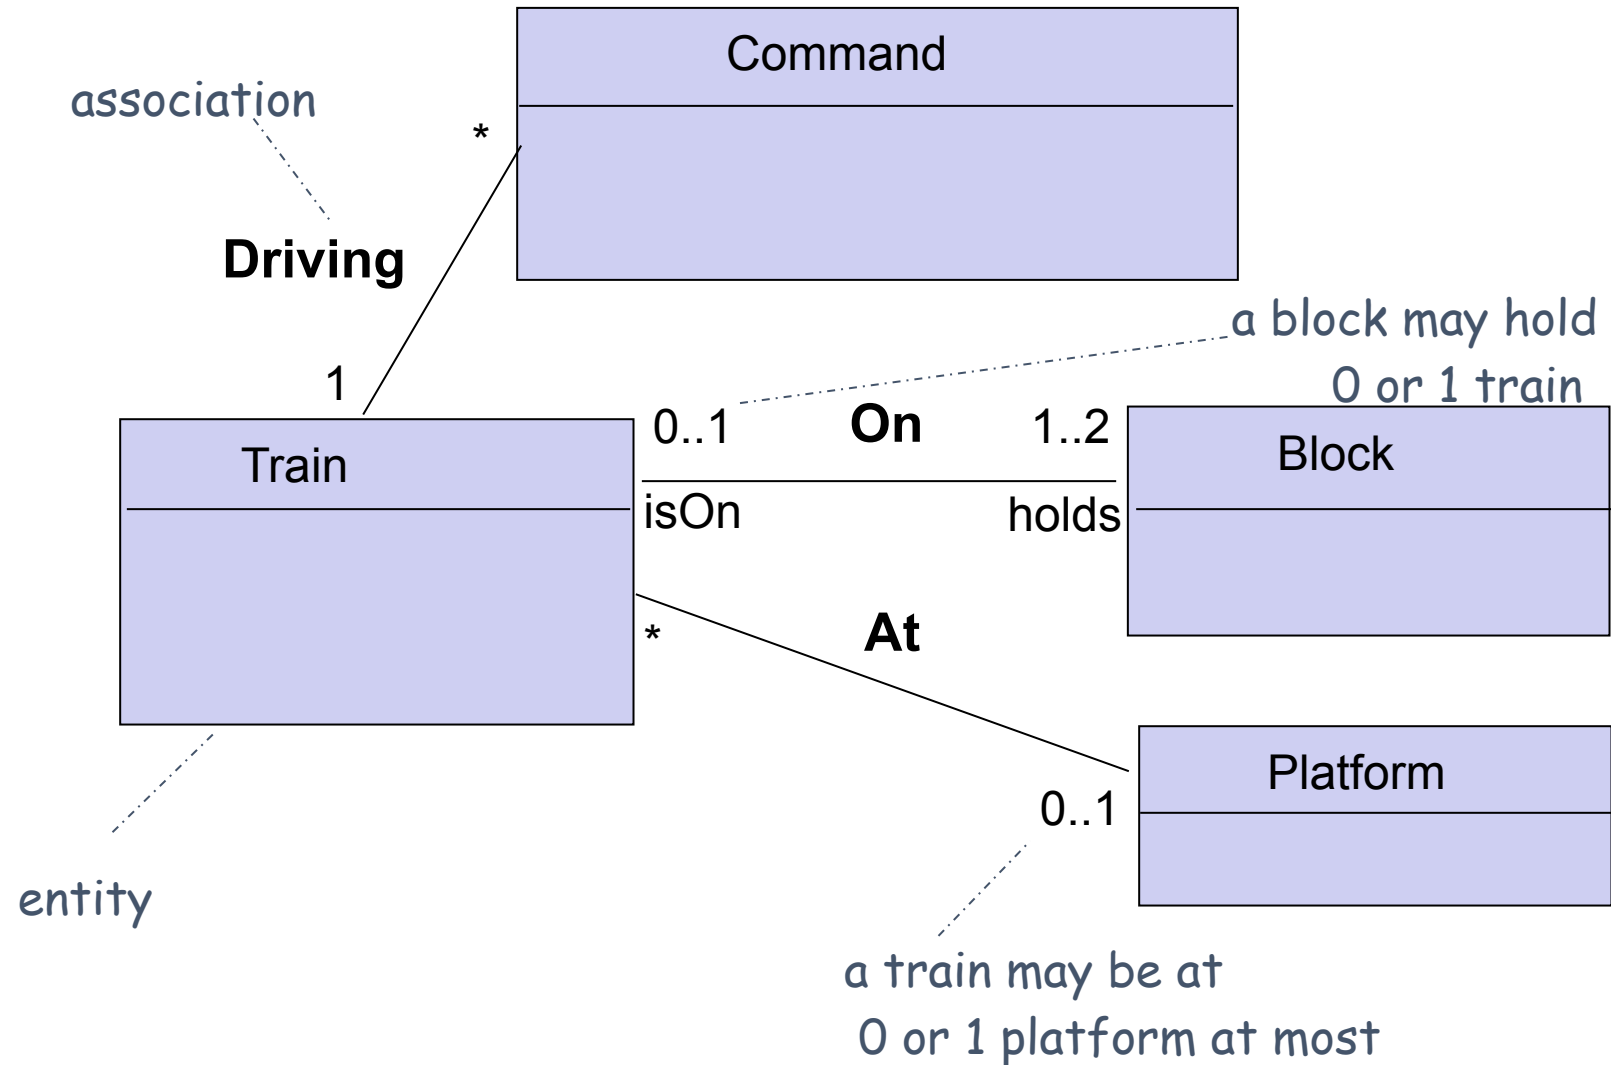 Command
association
*
Driving
a block may hold
0 or 1 train
1
0..1
On
1..2
Train
Block
isOn
holds
*
At
Platform
0..1
entity
a train may be at
0 or 1 platform at most